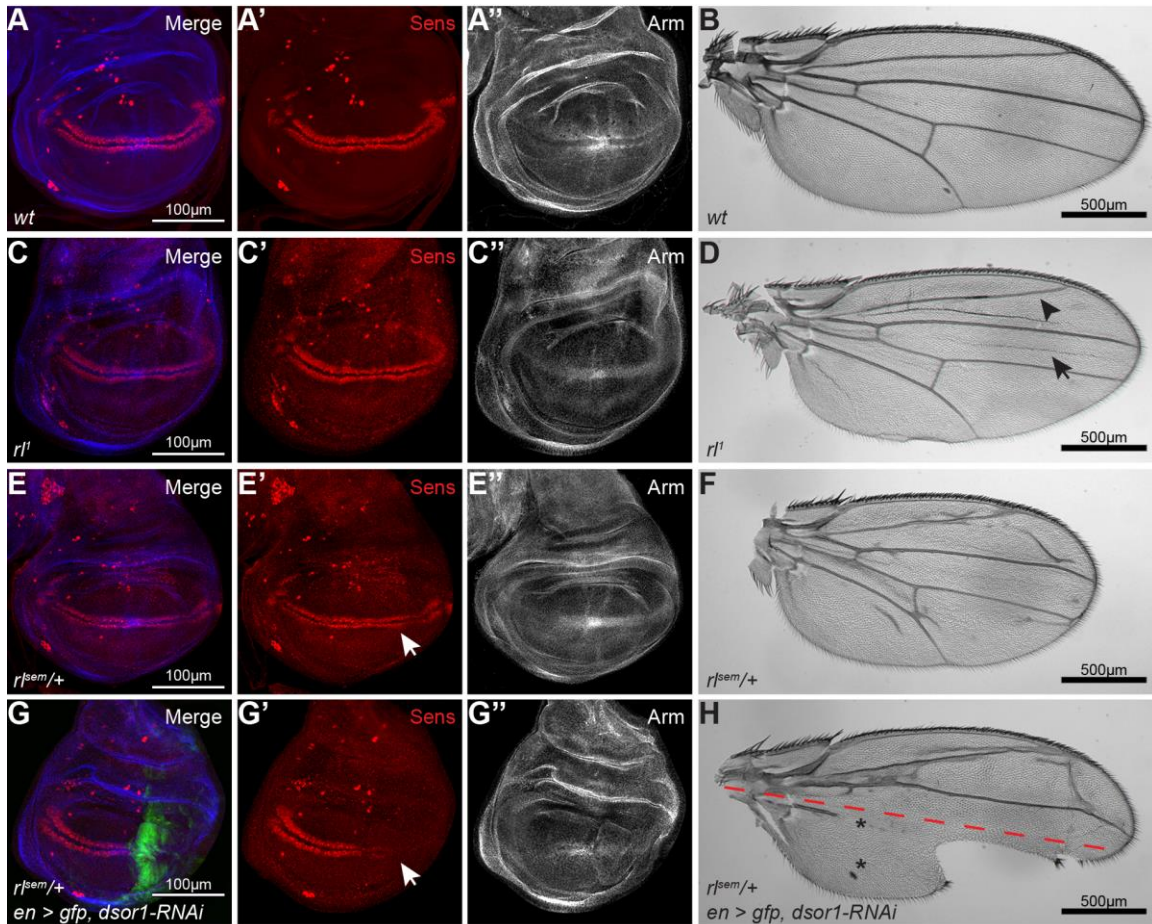 A Merge A' Sens A'' Arm B
wt 100µm wt 500µm
C Merge C' Sens C'' Arm D
rl¹ 100µm rl¹ 500µm
E Merge E' Sens E'' Arm F
rlˢᵉᵐ/+ 100µm rlˢᵉᵐ/+ 500µm
G Merge G' Sens G'' Arm H
rlˢᵉᵐ/+ 100µm rlˢᵉᵐ/+
en > gfp, dsor1-RNAi en > gfp, dsor1-RNAi 500µm